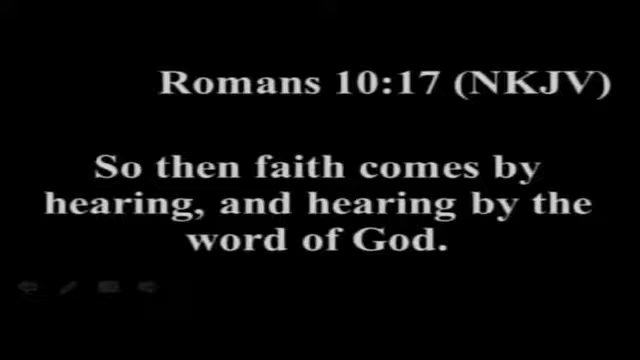 Romans 10:17 (NKJV)
So then faith comes by
hearing, and hearing by the
word of God.